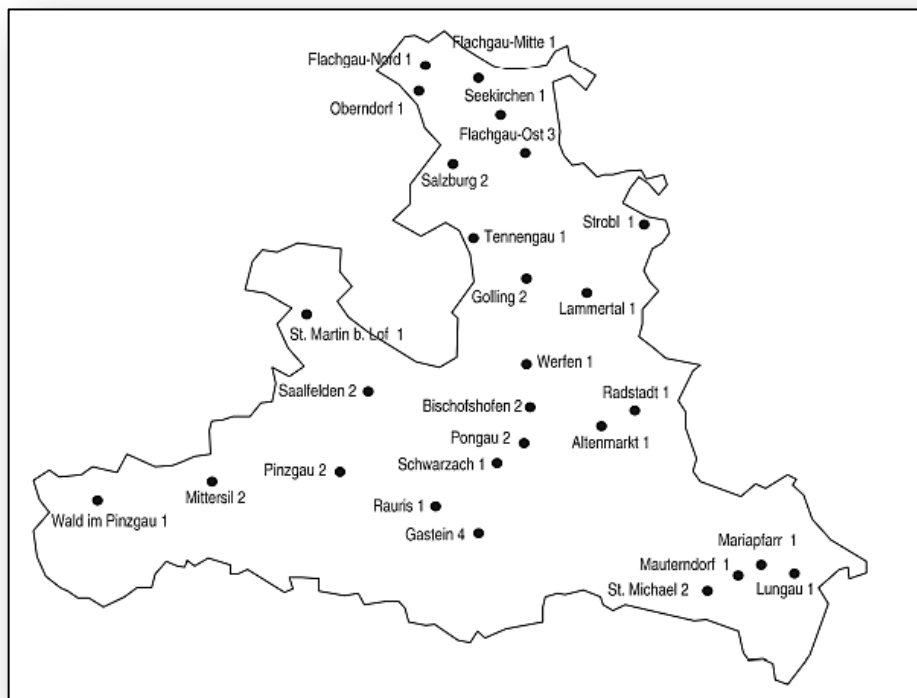 Flachgau-Mitte 1
Flachgau-Nord 1
Seekirchen 1
Oberndorf 1
Flachgau-Ost 3
Salzburg 2
Strobl 1
Tennengau 1
Golling 2
Lammertal 1
St. Martin b. Lof 1
Werfen 1
Saalfelden 2
Radstadt 1
Bischofshofen 2
Altenmarkt 1
Pongau 2
Schwarzach 1
Pinzgau 2
Mittersil 2
Wald im Pinzgau 1
Rauris 1
Gastein 4
Mariapfarr 1
Mauterndorf 1
St. Michael 2
Lungau 1